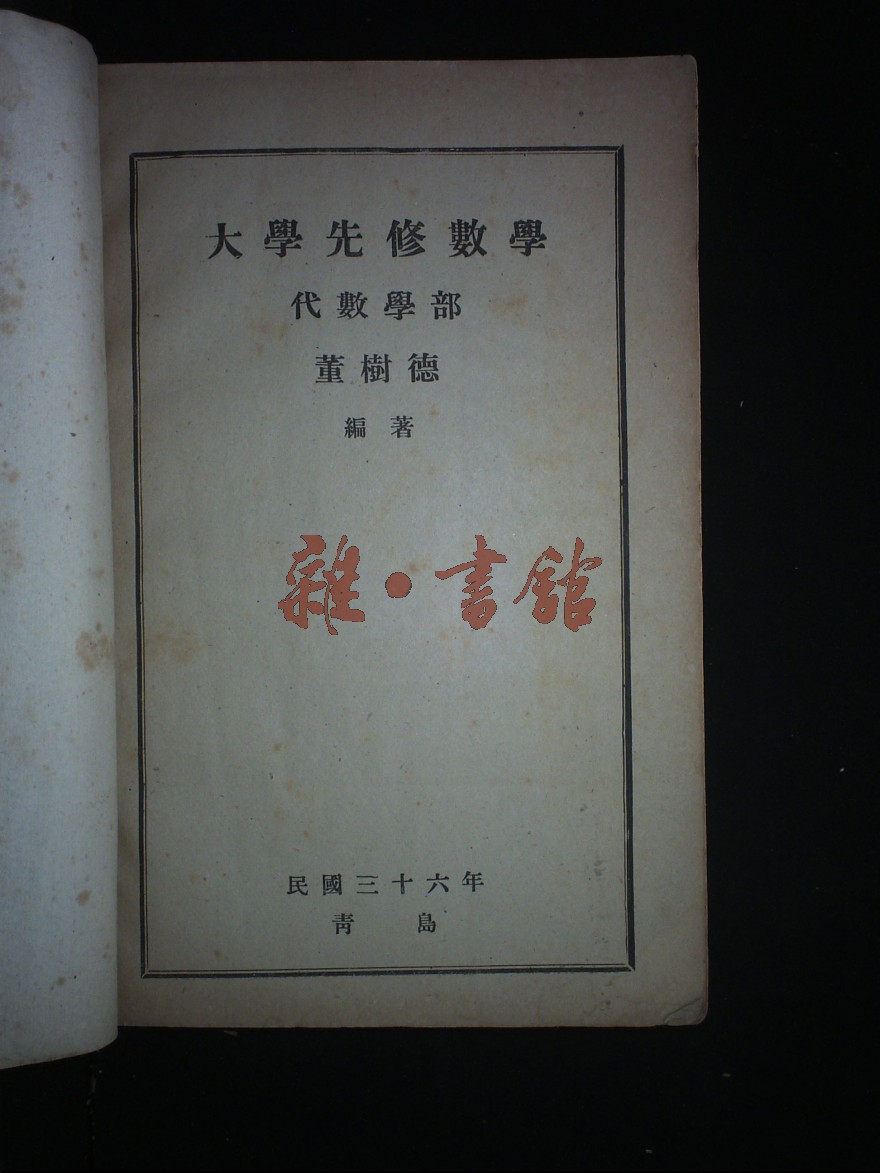 大學先修數學
代數學部
董樹德
編著
雜·書館
民國三十六年
靑島